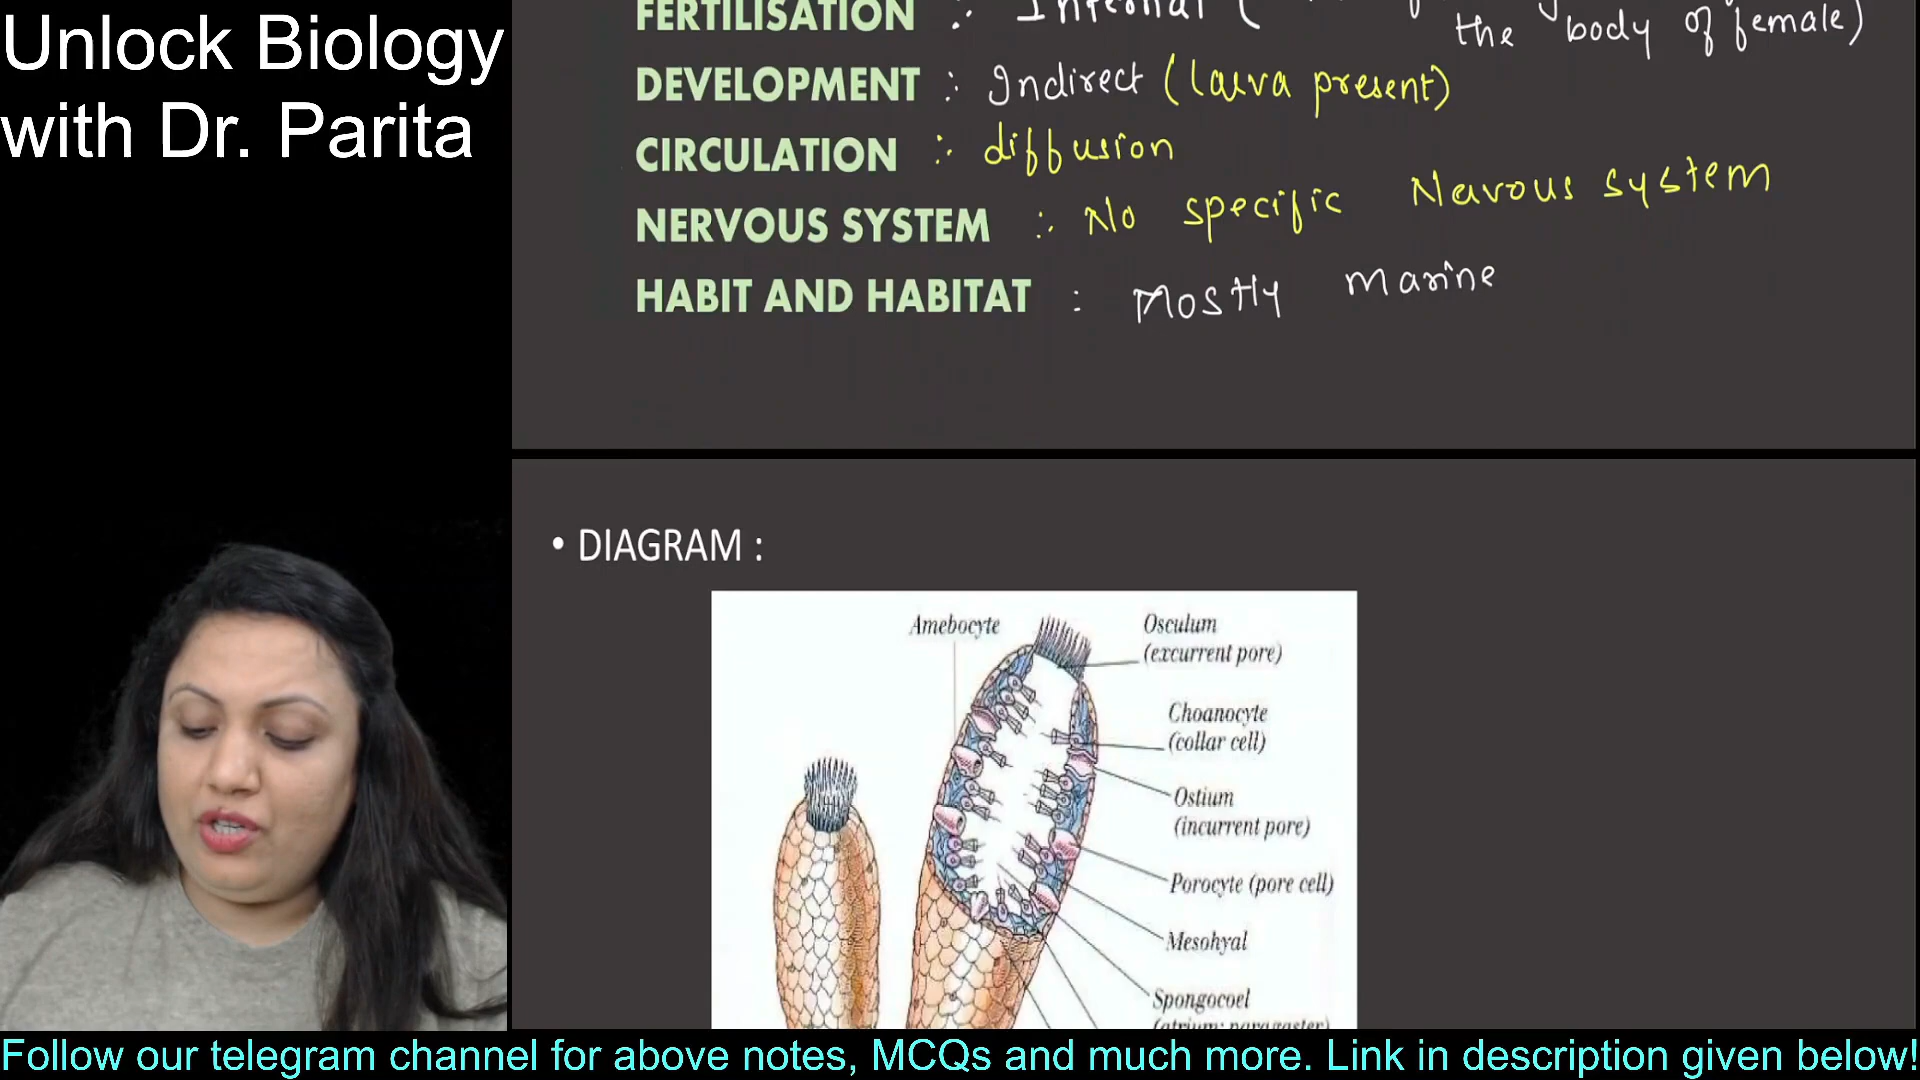 Unlock Biology
with Dr. Parita
FERTILISATION : Internal (
the body of female)
DEVELOPMENT : Indirect (larva present)
CIRCULATION : diffusion
NERVOUS SYSTEM : No specific Nervous system
HABIT AND HABITAT : Mostly marine
• DIAGRAM :
Amebocyte
Osculum
(excurrent pore)
Choanocyte
(collar cell)
Ostium
(incurrent pore)
Porocyte (pore cell)
Mesohyal
Spongocoel
(atrium; paragaster)
Follow our telegram channel for above notes, MCQs and much more. Link in description given below!